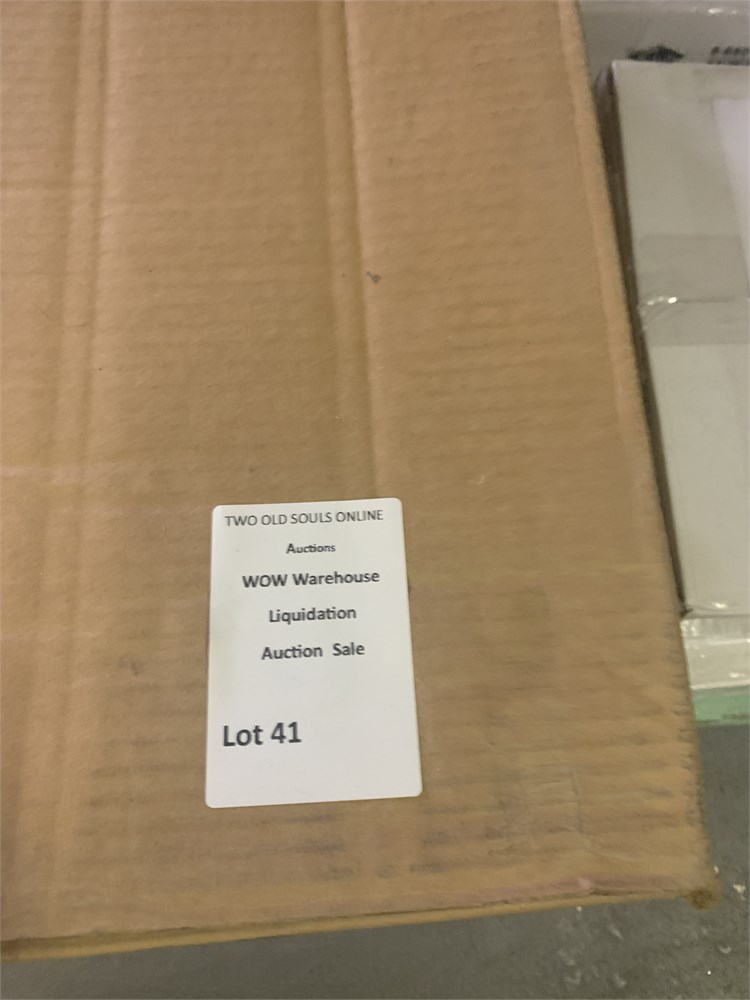 TWO OLD SOULS ONLINE
Auctions
WOW Warehouse
Liquidation
Auction Sale
Lot 41